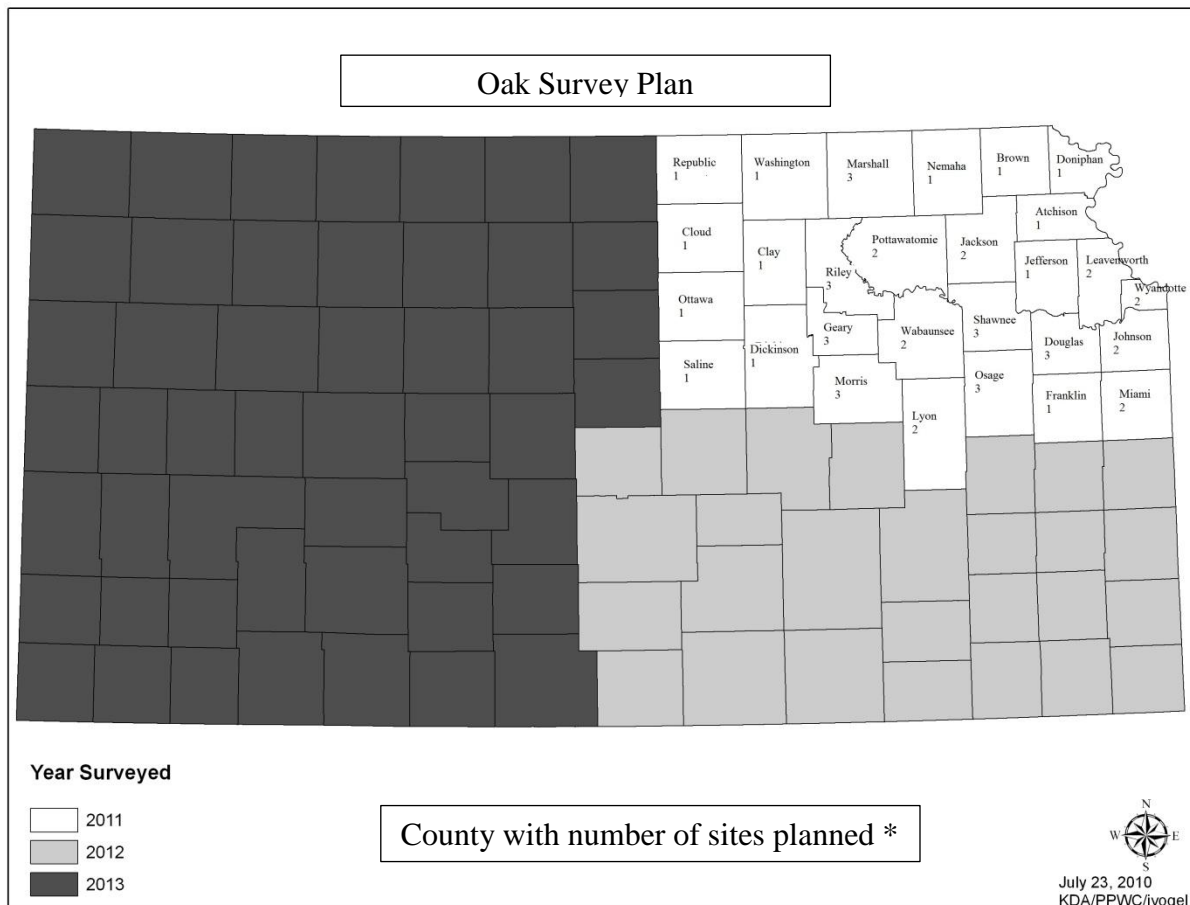 Oak Survey Plan
Republic
1
Washington
1
Marshall
3
Nemaha
1
Brown
1
Doniphan
1
Atchison
1
Cloud
1
Clay
1
Riley
3
Pottawatomie
2
Jackson
2
Jefferson
1
Leavenworth
2
Wyandotte
2
Ottawa
1
Geary
3
Wabaunsee
2
Shawnee
3
Douglas
3
Johnson
2
Saline
1
Dickinson
1
Morris
3
Lyon
2
Osage
3
Franklin
1
Miami
2
Year Surveyed
2011
2012
2013
County with number of sites planned *
N
W E
S
July 23, 2010
KDA/PPWC/jvogel